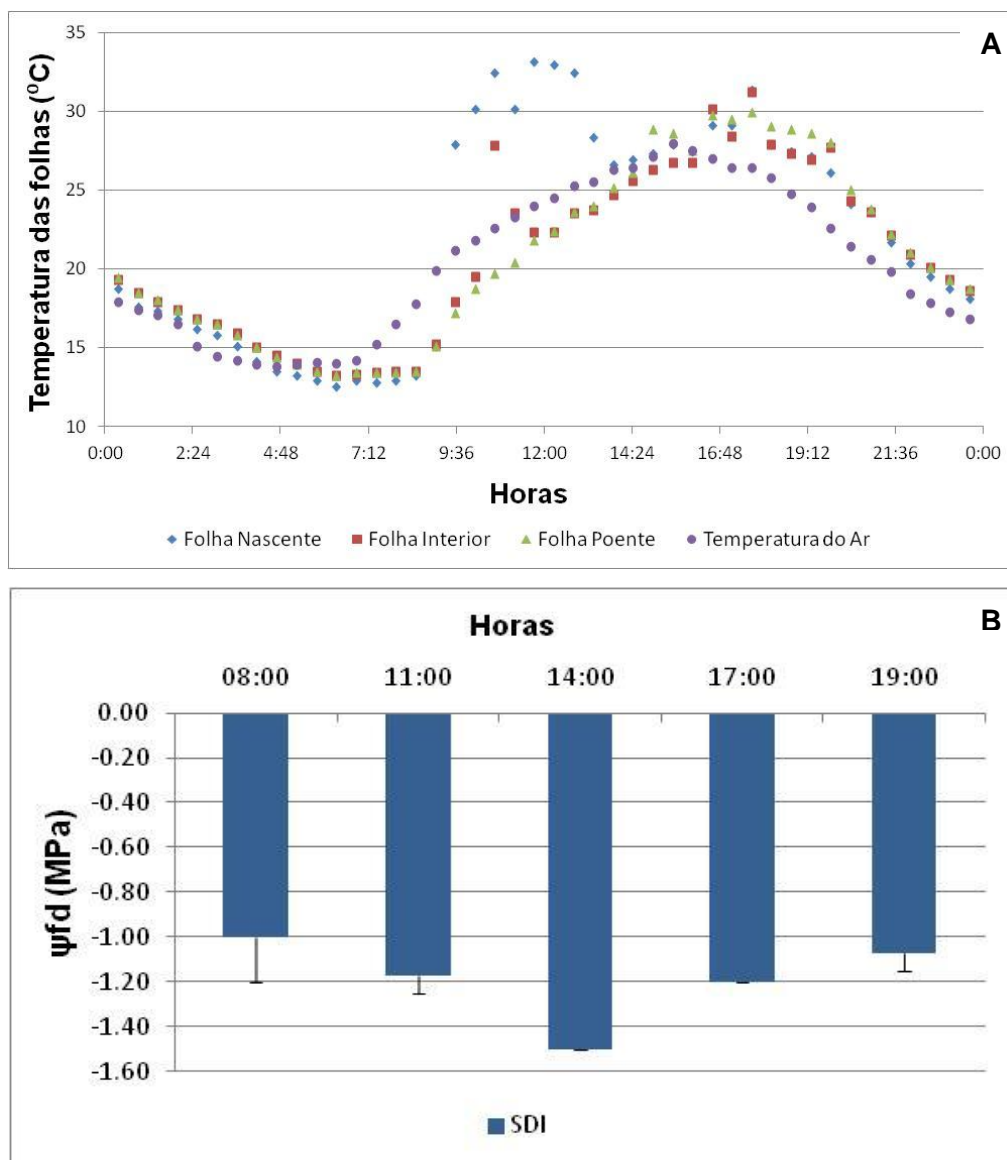 A
Temperatura das folhas (⁰C)
35
30
25
20
15
10
0:00 2:24 4:48 7:12 9:36 12:00 14:24 16:48 19:12 21:36 0:00
Horas
Folha Nascente Folha Interior Folha Poente Temperatura do Ar
B
Horas
08:00 11:00 14:00 17:00 19:00
ψfd (MPa)
0.00
-0.20
-0.40
-0.60
-0.80
-1.00
-1.20
-1.40
-1.60
SDI